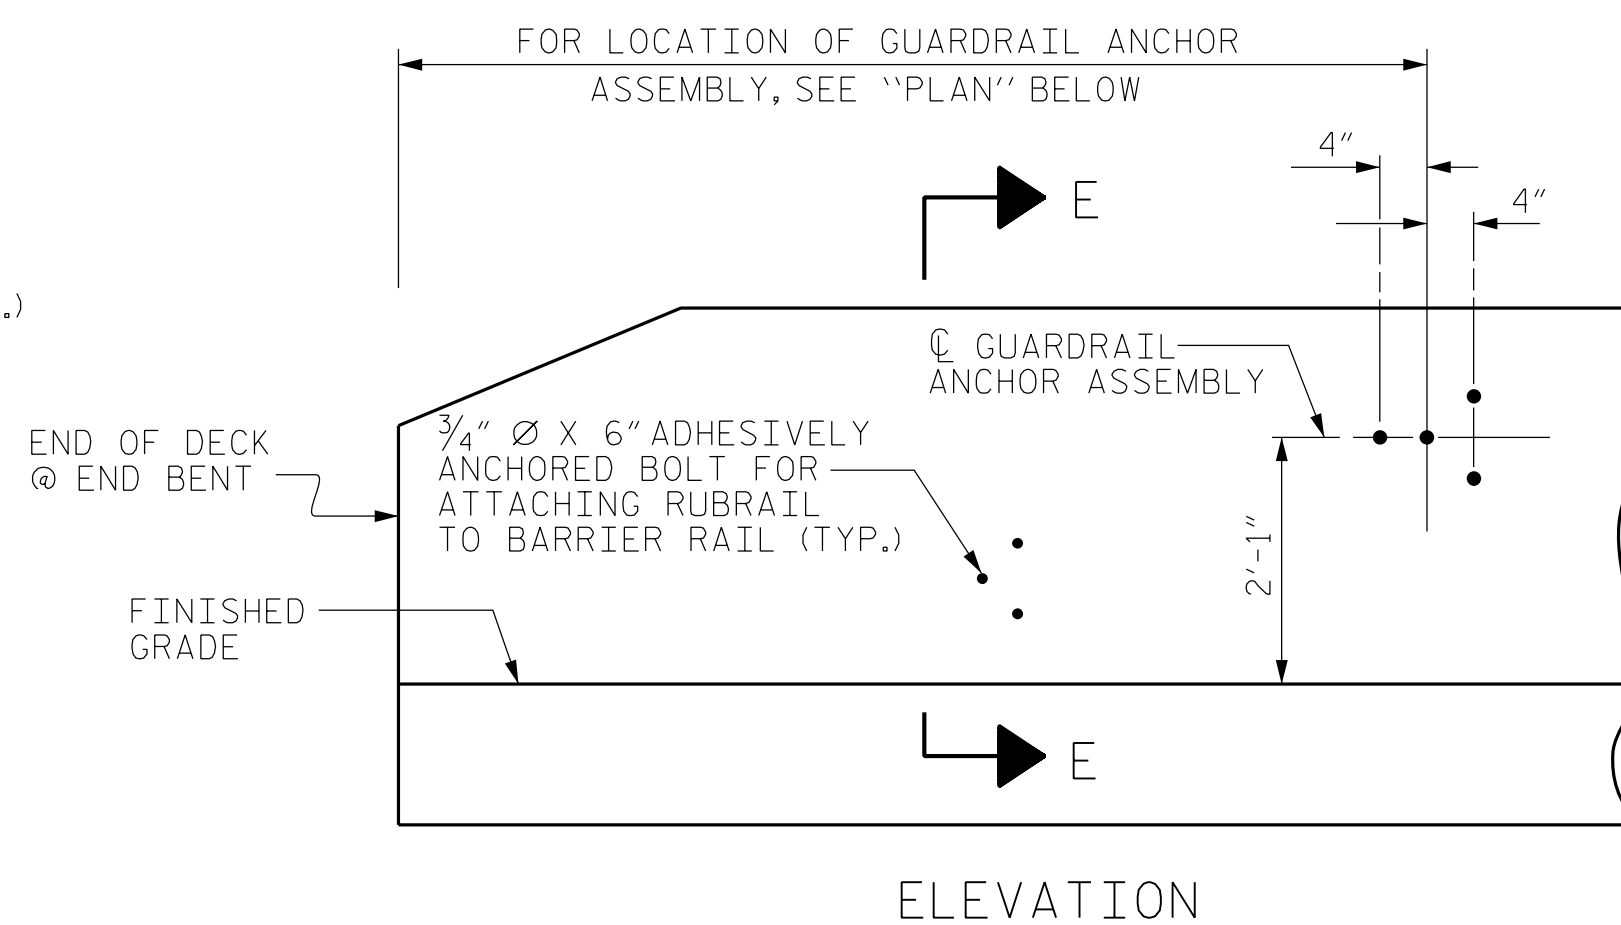 FOR LOCATION OF GUARDRAIL ANCHOR
ASSEMBLY, SEE "PLAN" BELOW
4"
4"
E
.)
℄ GUARDRAIL
ANCHOR ASSEMBLY
3/4" Ø X 6" ADHESIVELY
ANCHORED BOLT FOR
ATTACHING RUBRAIL
TO BARRIER RAIL (TYP.)
END OF DECK
@ END BENT
2'-1"
FINISHED
GRADE
E
ELEVATION